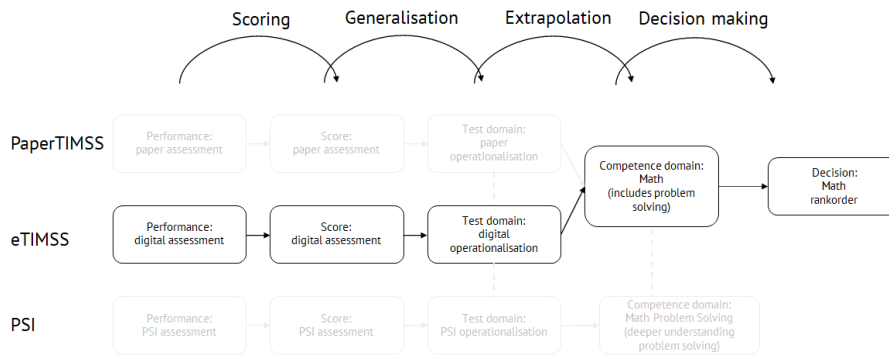 Scoring
Generalisation
Extrapolation
Decision making
PaperTIMSS
Performance:
paper assessment
Score:
paper assessment
Test domain:
paper
operationalisation
Competence domain:
Math
(includes problem
solving)
Decision:
Math
rankorder
eTIMSS
Performance:
digital assessment
Score:
digital assessment
Test domain:
digital
operationalisation
PSI
Performance:
PSI assessment
Score:
PSI assessment
Test domain:
PSI operationalisation
Competence domain:
Math Problem Solving
(deeper understanding
problem solving)